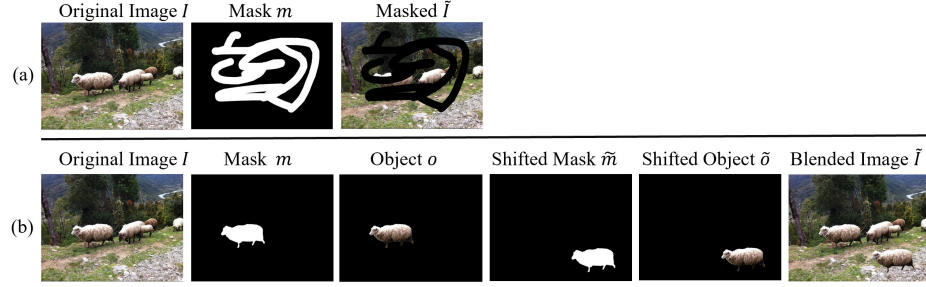 Original Image I Mask m Masked Ĩ
(a)
Original Image I Mask m Object o Shifted Mask m̃ Shifted Object õ Blended Image Ĩ
(b)